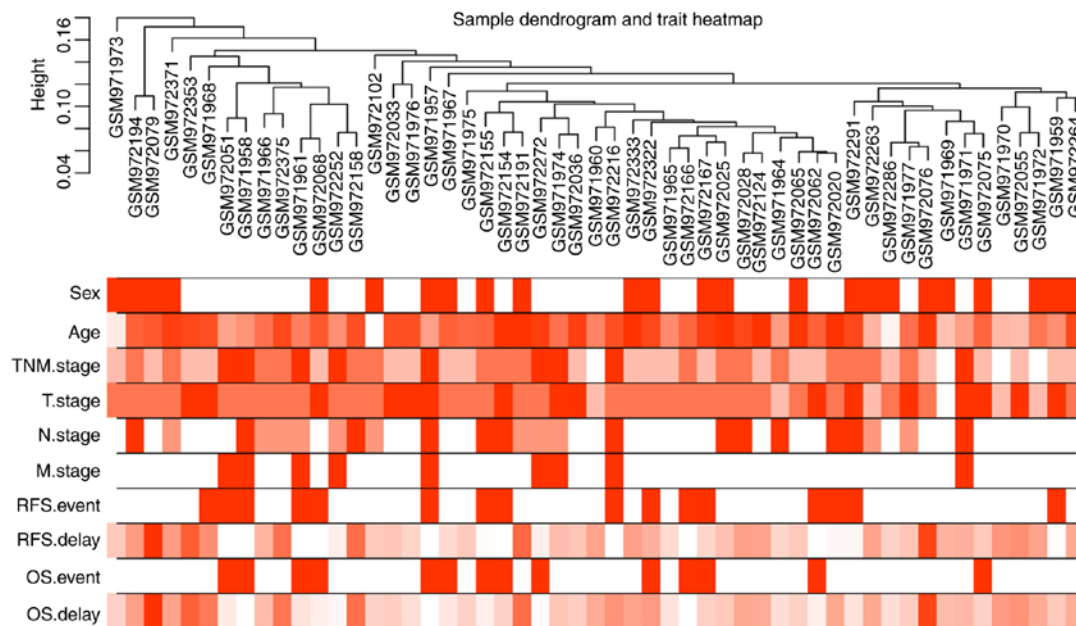 Sample dendrogram and trait heatmap
Height
0.16
0.10
0.04
GSM971973
GSM972194
GSM972079
GSM972371
GSM972353
GSM971968
GSM972051
GSM971958
GSM971966
GSM972375
GSM971961
GSM972068
GSM972252
GSM972158
GSM972102
GSM972033
GSM971976
GSM971957
GSM971967
GSM971975
GSM972155
GSM972154
GSM972191
GSM972272
GSM971974
GSM972036
GSM971960
GSM972216
GSM972383
GSM972322
GSM971965
GSM972166
GSM972167
GSM972025
GSM972028
GSM972124
GSM971964
GSM972065
GSM972062
GSM972020
GSM972291
GSM972263
GSM972286
GSM971977
GSM972076
GSM971969
GSM971971
GSM972075
GSM971970
GSM972055
GSM971972
GSM971959
GSM972264
Sex
Age
TNM.stage
T.stage
N.stage
M.stage
RFS.event
RFS.delay
OS.event
OS.delay